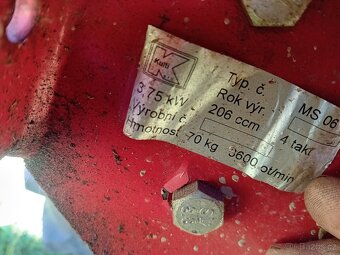 K
Typ. č. MS 06
3,75 kW Rok výr.
206 ccm 4 takt
Výrobní č.
Hmotnost 70 kg 3600 ot/min